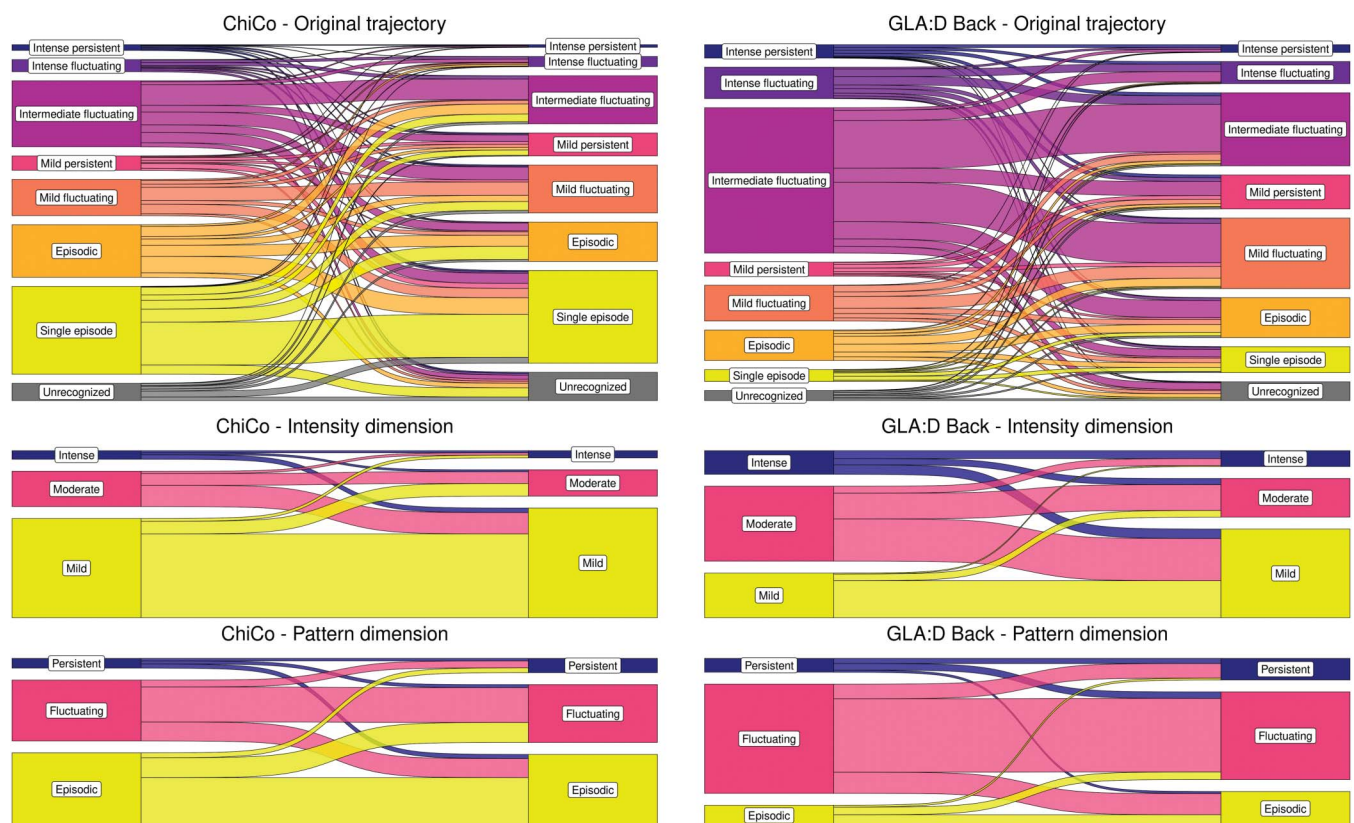 ChiCo - Original trajectory
Intense persistent
Intense fluctuating
Intermediate fluctuating
Mild persistent
Mild fluctuating
Episodic
Single episode
Unrecognized
Intense persistent
Intense fluctuating
Intermediate fluctuating
Mild persistent
Mild fluctuating
Episodic
Single episode
Unrecognized
GLA:D Back - Original trajectory
Intense persistent
Intense fluctuating
Intermediate fluctuating
Mild persistent
Mild fluctuating
Episodic
Single episode
Unrecognized
Intense persistent
Intense fluctuating
Intermediate fluctuating
Mild persistent
Mild fluctuating
Episodic
Single episode
Unrecognized
ChiCo - Intensity dimension
Intense
Moderate
Mild
Intense
Moderate
Mild
GLA:D Back - Intensity dimension
Intense
Moderate
Mild
Intense
Moderate
Mild
ChiCo - Pattern dimension
Persistent
Fluctuating
Episodic
Persistent
Fluctuating
Episodic
GLA:D Back - Pattern dimension
Persistent
Fluctuating
Episodic
Persistent
Fluctuating
Episodic